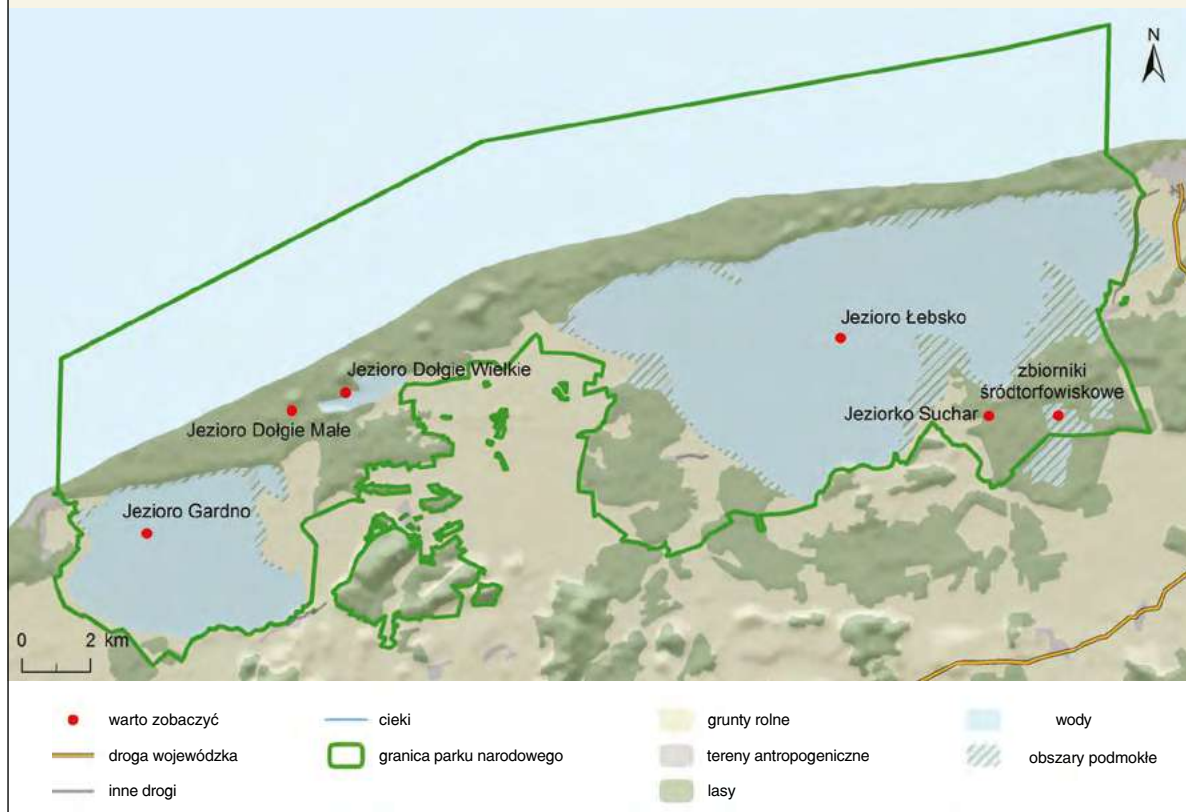 N
Jezioro Łebsko
zbiorniki
śródtorfowiskowe
Jezioro Dołgie Wielkie
Jeziorko Suchar
Jezioro Dołgie Małe
Jezioro Gardno
0 2 km
warto zobaczyć
cieki
grunty rolne
wody
droga wojewódzka
granica parku narodowego
tereny antropogeniczne
obszary podmokłe
inne drogi
lasy